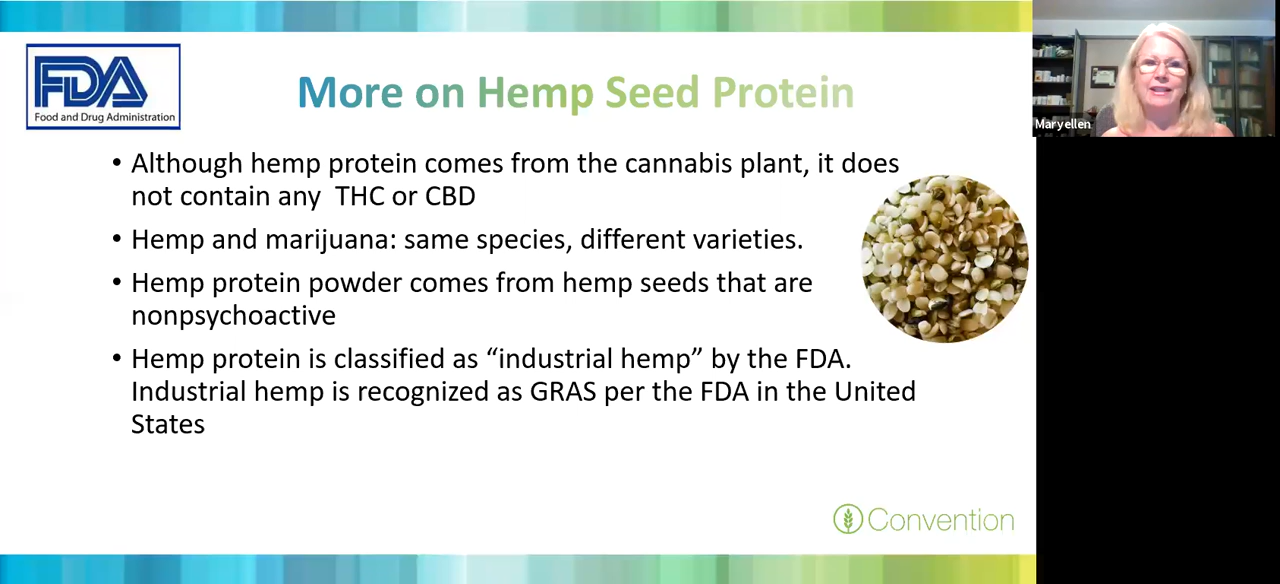 FDA
Food and Drug Administration
More on Hemp Seed Protein
Maryellen
• Although hemp protein comes from the cannabis plant, it does
not contain any  THC or CBD
• Hemp and marijuana: same species, different varieties.
• Hemp protein powder comes from hemp seeds that are
nonpsychoactive
• Hemp protein is classified as “industrial hemp” by the FDA.
Industrial hemp is recognized as GRAS per the FDA in the United
States
Convention